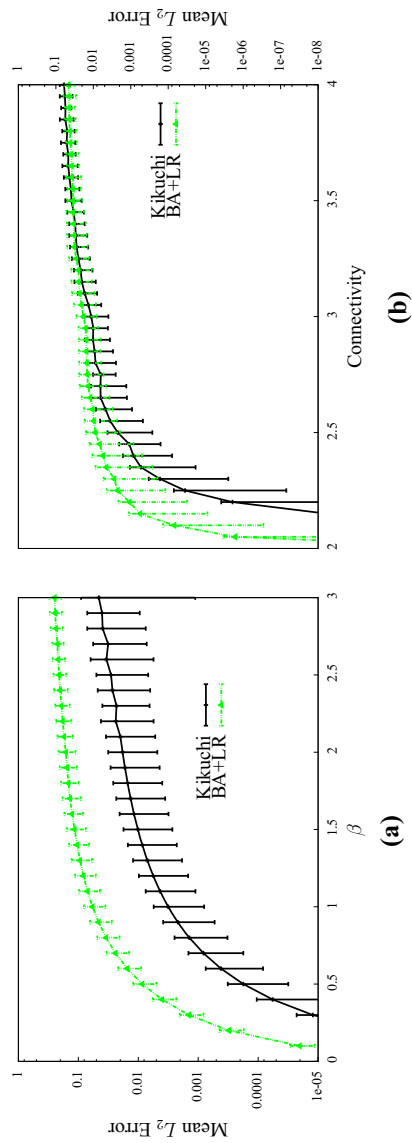 1
0.1
0.01
0.001
0.0001
1e-05
Mean L₂ Error
0
0.5
1
1.5
2
2.5
3
β
Kikuchi
BA+LR
(a)
1
0.1
0.01
0.001
0.0001
1e-05
1e-06
1e-07
1e-08
Mean L₂ Error
2
2.5
3
3.5
4
Connectivity
Kikuchi
BA+LR
(b)